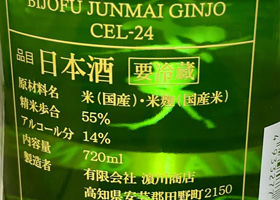 BIJOFU JUNMAI GINJO
CEL-24
品目 日本酒 要冷蔵
原材料名 米(国産)・米麹(国産米)
精米歩合 55%
アルコール分 14%
内容量 720ml
製造者 有限会社 濵川商店
高知県安芸郡田野町2150